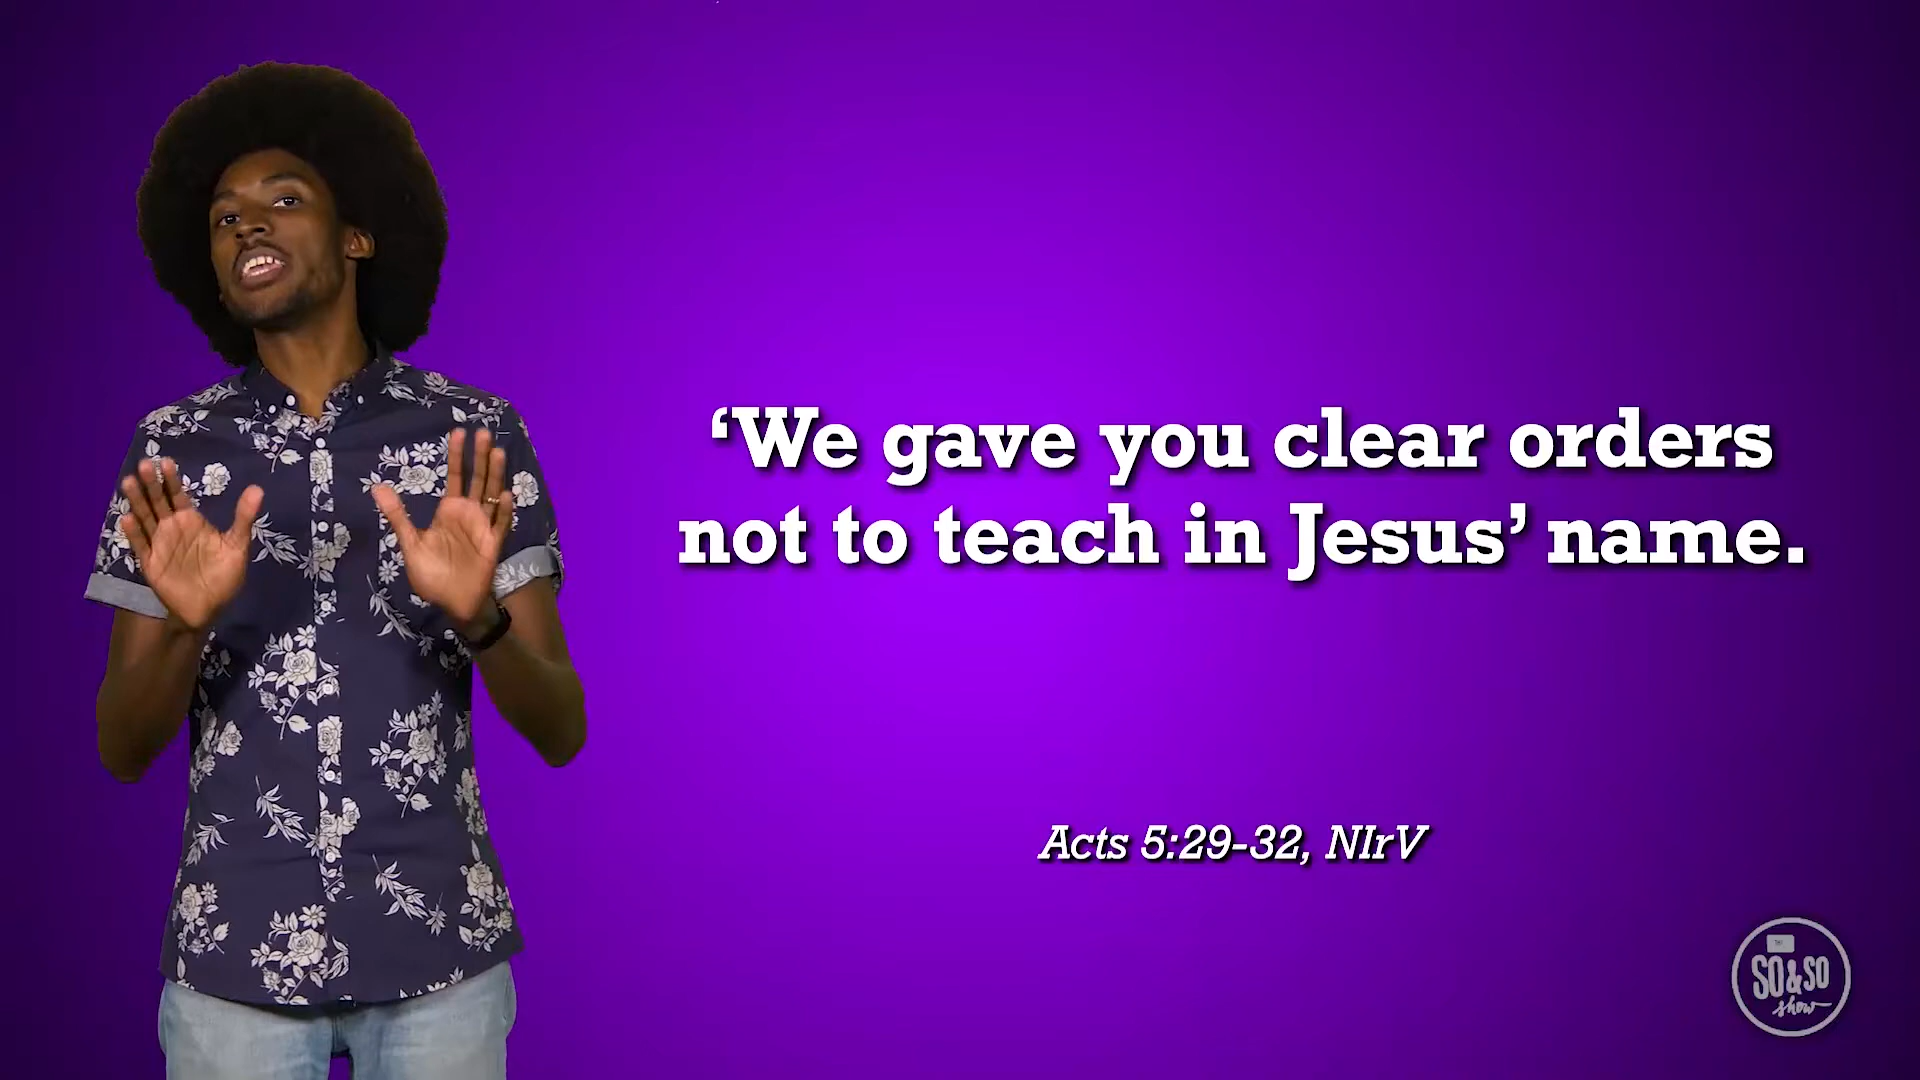 ‘We gave you clear orders
not to teach in Jesus’ name.
Acts 5:29-32, NIrV
SO&SO
show